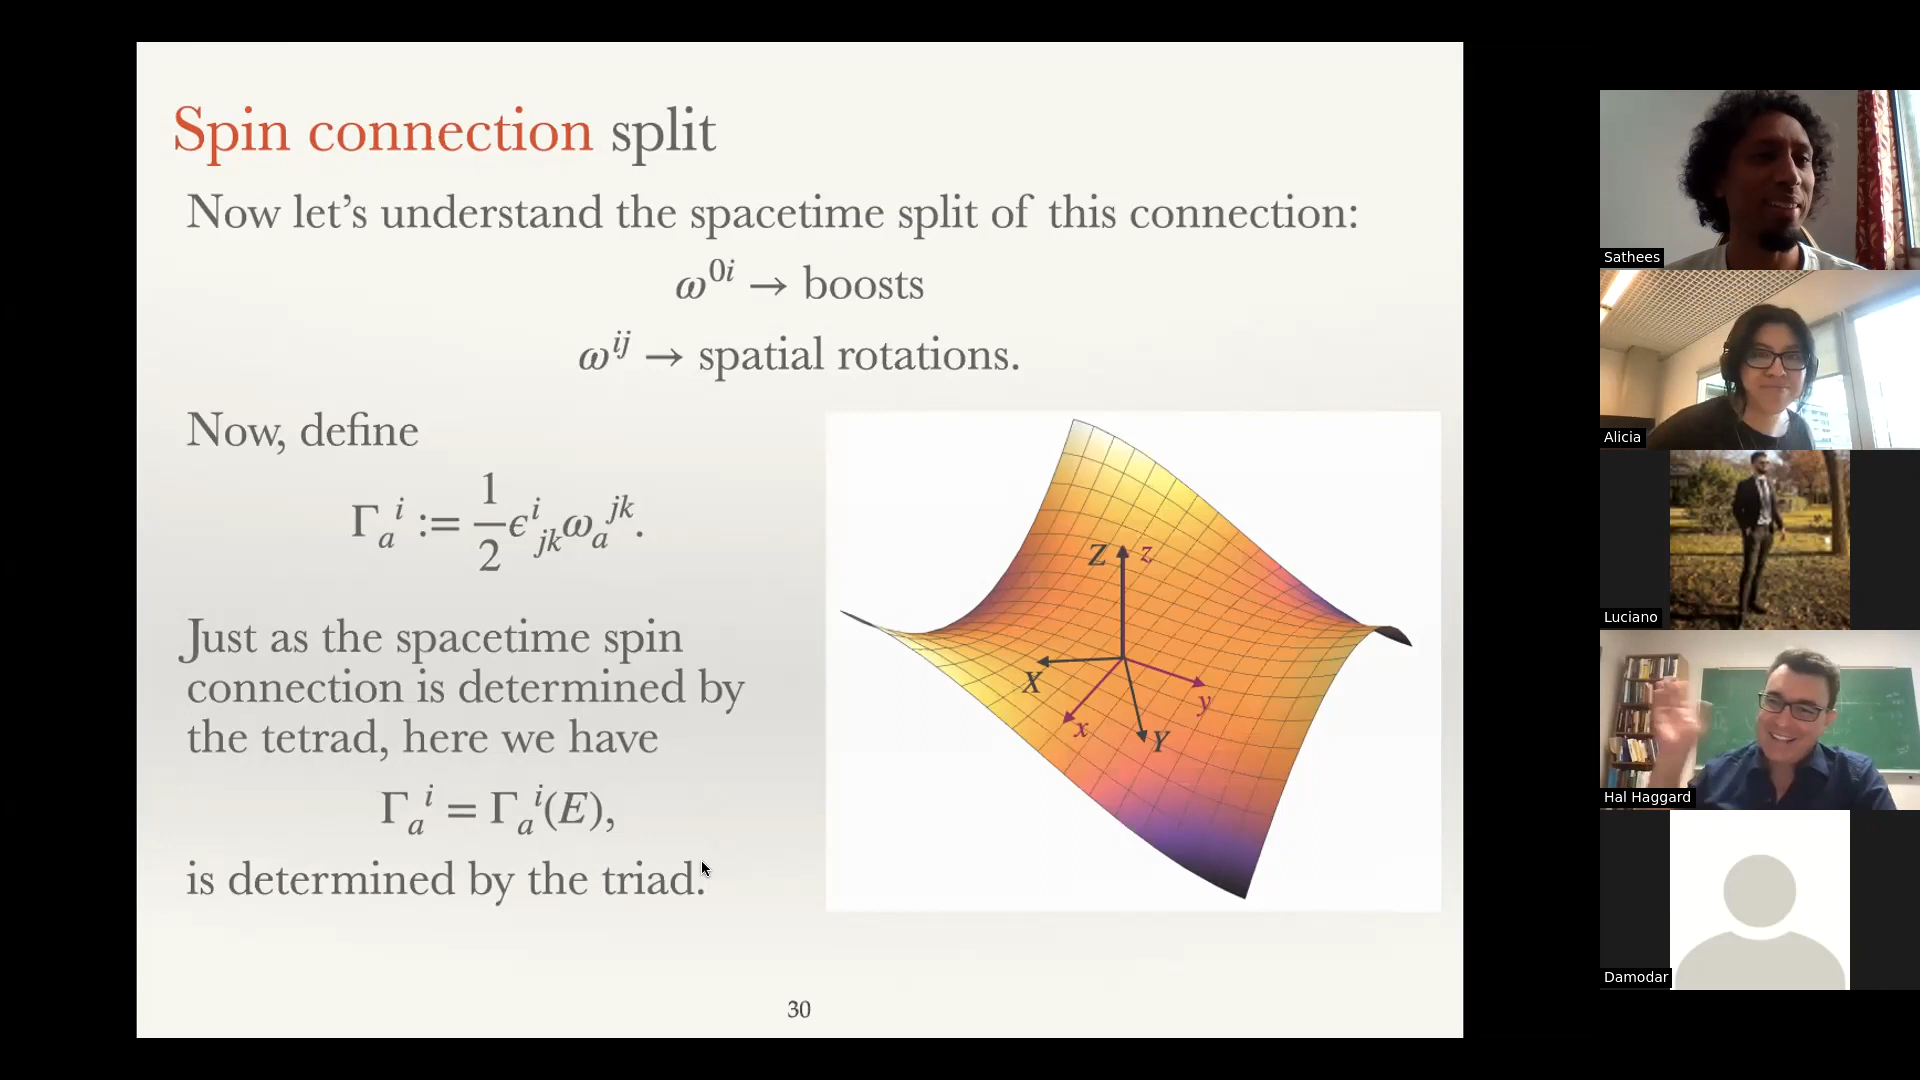 Spin connection split
Now let's understand the spacetime split of this connection:
ω^{0i} → boosts
ω^{ij} → spatial rotations.
Now, define
Γ_a^i := 1/2 ϵ^i_{jk} ω_a^{jk}.
Just as the spacetime spin
connection is determined by
the tetrad, here we have
Γ_a^i = Γ_a^i(E),
is determined by the triad.
Z z
X
y
x
Y
30
Sathees
Alicia
Luciano
Hal Haggard
Damodar